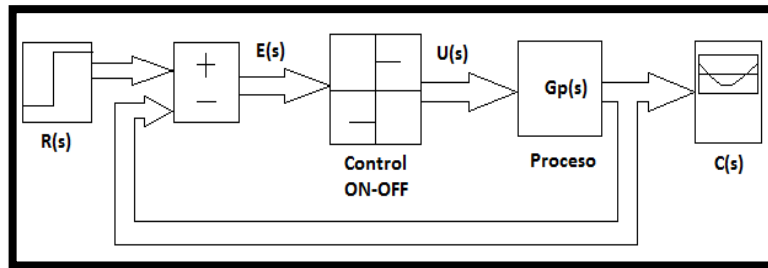 E(s)
U(s)
+
−
Gp(s)
R(s)
Control
ON-OFF
Proceso
C(s)